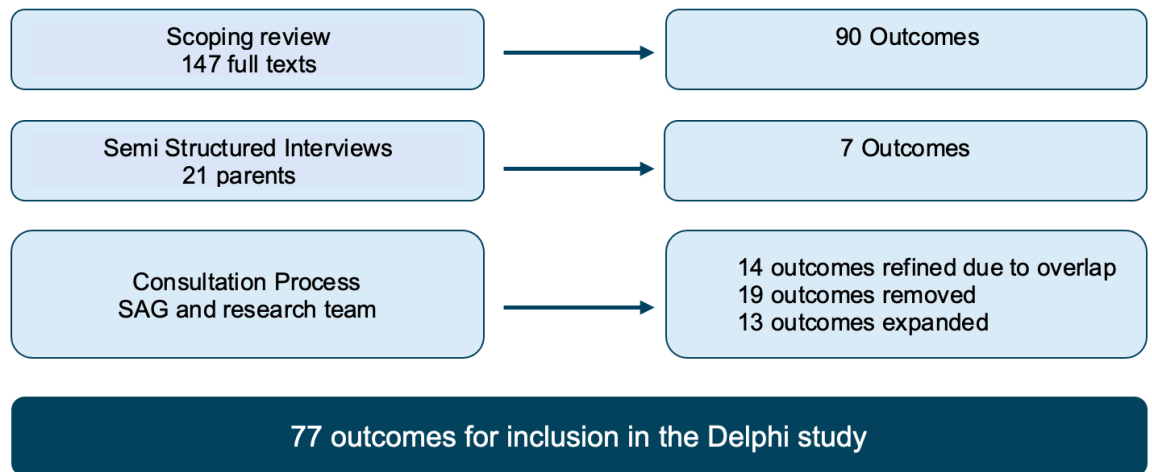 Scoping review
147 full texts
90 Outcomes
Semi Structured Interviews
21 parents
7 Outcomes
Consultation Process
SAG and research team
14 outcomes refined due to overlap
19 outcomes removed
13 outcomes expanded
77 outcomes for inclusion in the Delphi study